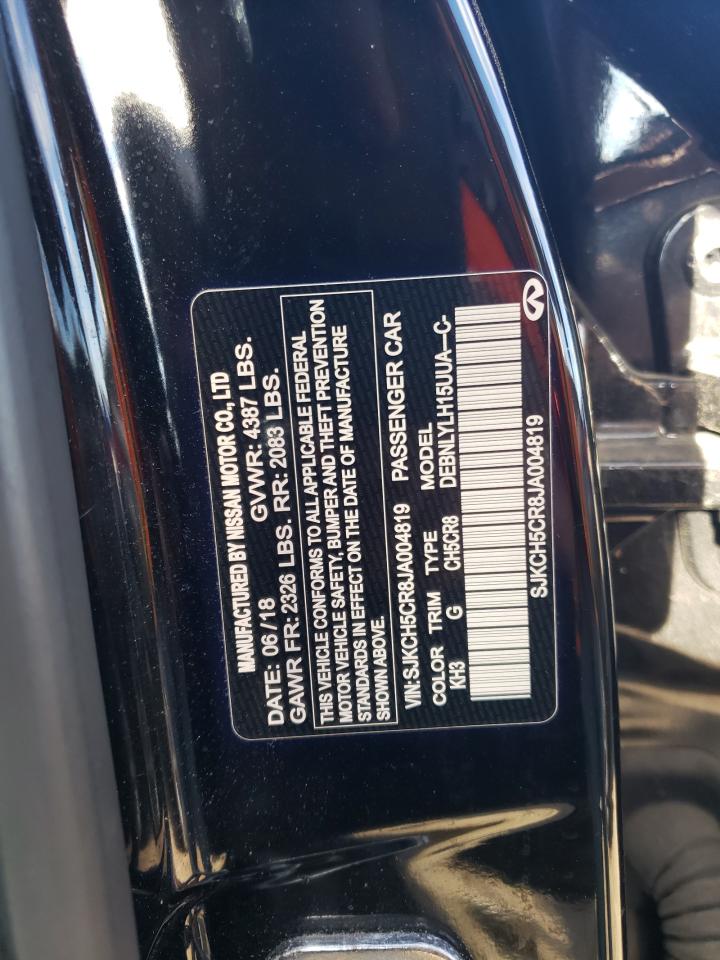 MANUFACTURED BY NISSAN MOTOR CO., LTD
DATE: 06/18 GVWR: 4387 LBS.
GAWR FR: 2326 LBS. RR: 2083 LBS.
THIS VEHICLE CONFORMS TO ALL APPLICABLE FEDERAL
MOTOR VEHICLE SAFETY, BUMPER AND THEFT PREVENTION
STANDARDS IN EFFECT ON THE DATE OF MANUFACTURE
SHOWN ABOVE.
VIN: SJKCH5CR8JA004819 PASSENGER CAR
COLOR TRIM TYPE MODEL
KH3 G CH5CR8 DEBNLYLH15UUA--C-
SJKCH5CR8JA004819